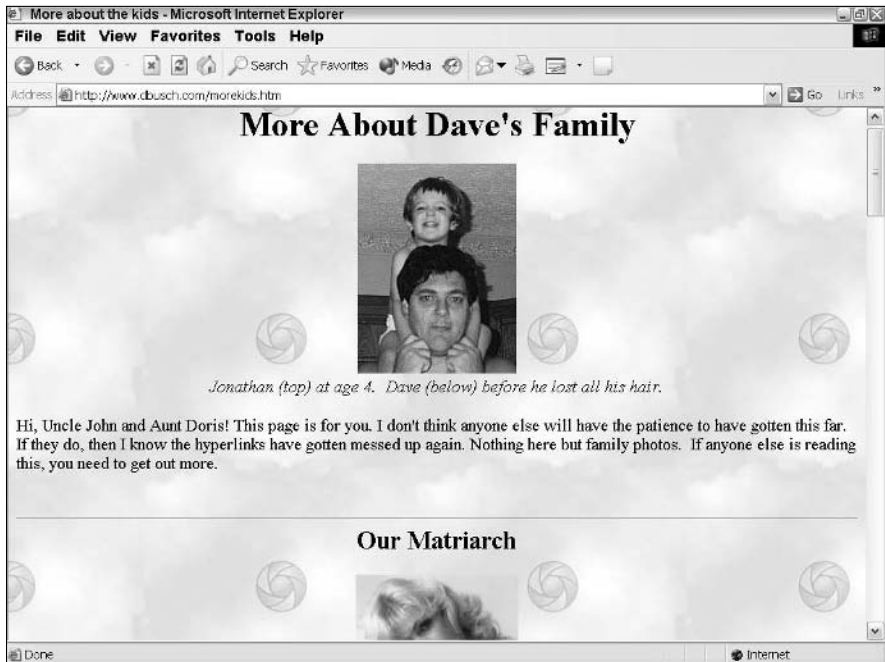 More about the kids - Microsoft Internet Explorer
File Edit View Favorites Tools Help
Back Search Favorites Media
Address http://www.dbusch.com/morekids.htm Go Links »
More About Dave's Family
Jonathan (top) at age 4. Dave (below) before he lost all his hair.
Hi, Uncle John and Aunt Doris! This page is for you. I don't think anyone else will have the patience to have gotten this far.
If they do, then I know the hyperlinks have gotten messed up again. Nothing here but family photos. If anyone else is reading
this, you need to get out more.
Our Matriarch
Done Internet